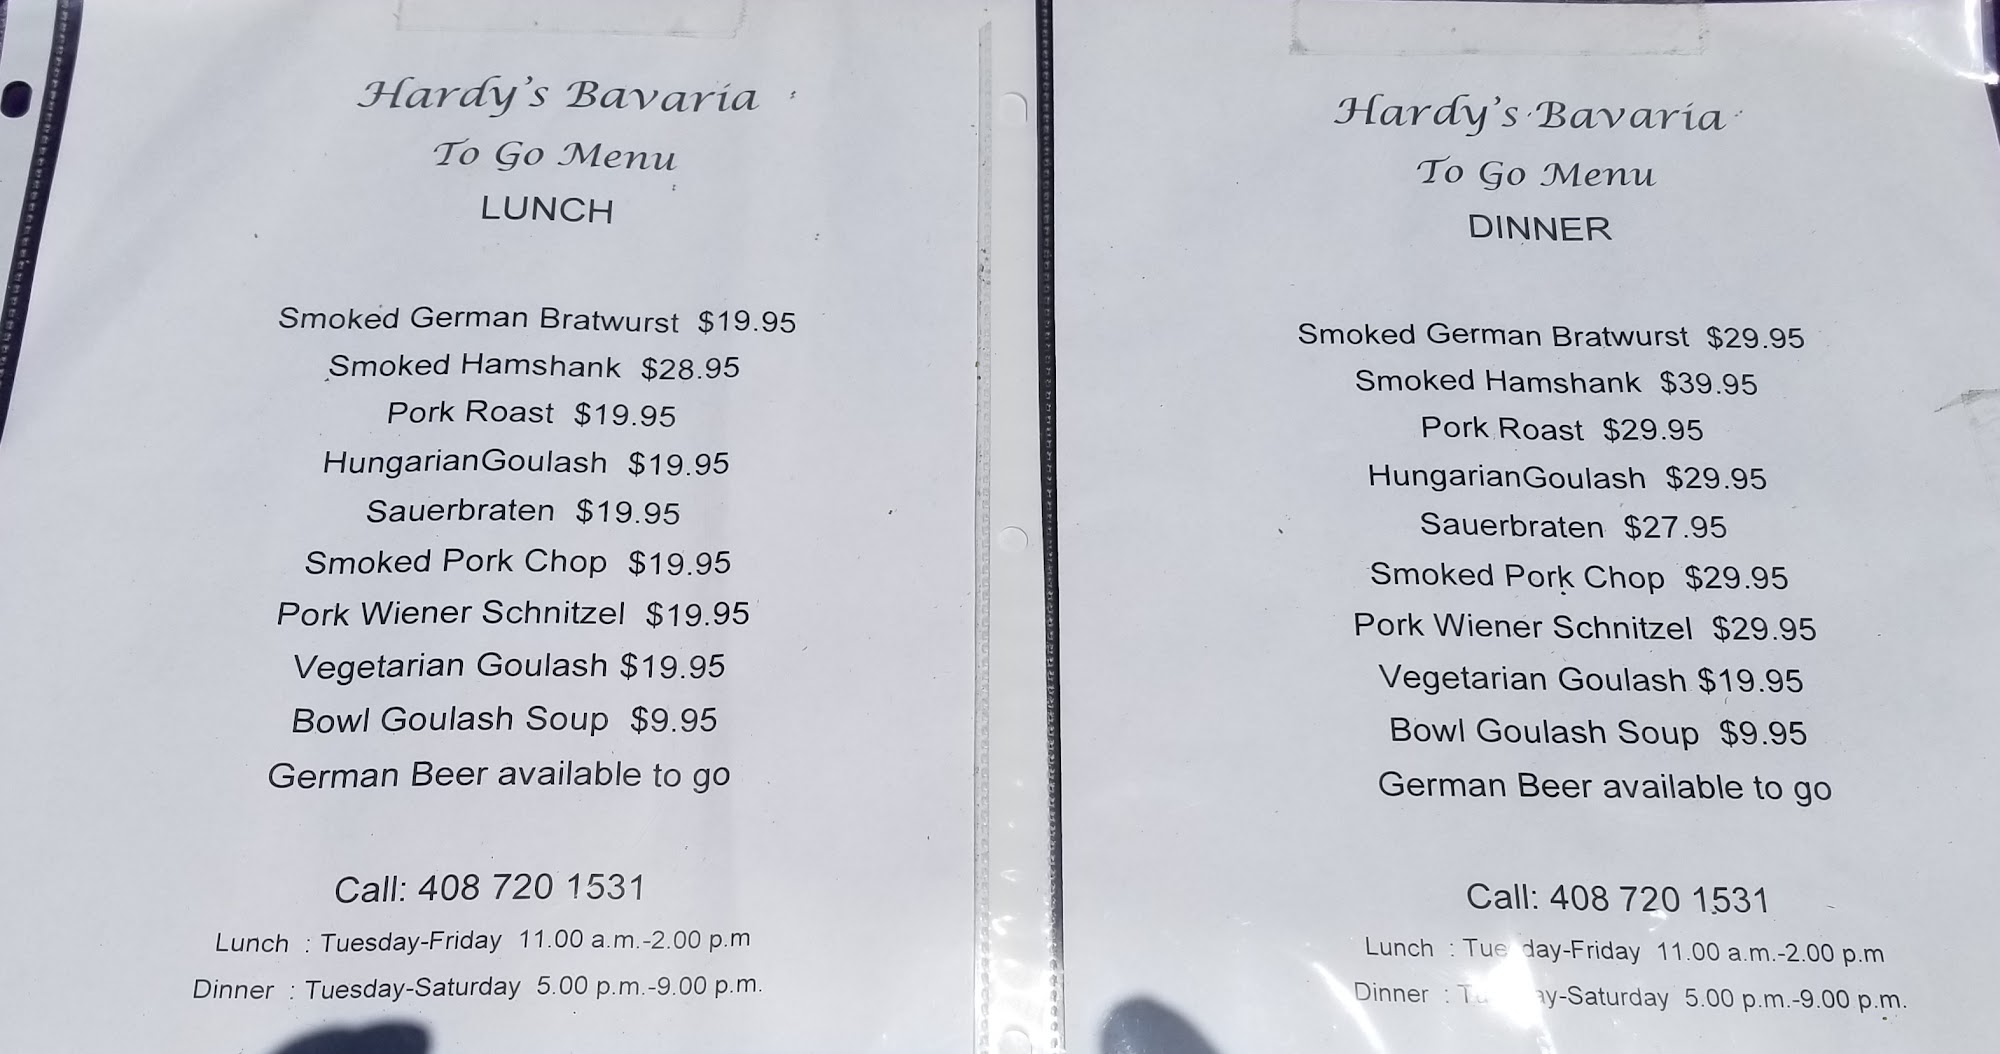 Hardy's Bavaria
To Go Menu
LUNCH
Smoked German Bratwurst $19.95
Smoked Hamshank $28.95
Pork Roast $19.95
HungarianGoulash $19.95
Sauerbraten $19.95
Smoked Pork Chop $19.95
Pork Wiener Schnitzel $19.95
Vegetarian Goulash $19.95
Bowl Goulash Soup $9.95
German Beer available to go
Call: 408 720 1531
Lunch : Tuesday-Friday 11.00 a.m.-2.00 p.m
Dinner : Tuesday-Saturday 5.00 p.m.-9.00 p.m.
Hardy's Bavaria
To Go Menu
DINNER
Smoked German Bratwurst $29.95
Smoked Hamshank $39.95
Pork Roast $29.95
HungarianGoulash $29.95
Sauerbraten $27.95
Smoked Pork Chop $29.95
Pork Wiener Schnitzel $29.95
Vegetarian Goulash $19.95
Bowl Goulash Soup $9.95
German Beer available to go
Call: 408 720 1531
Lunch : Tuesday-Friday 11.00 a.m.-2.00 p.m
Dinner : Tuesday-Saturday 5.00 p.m.-9.00 p.m.